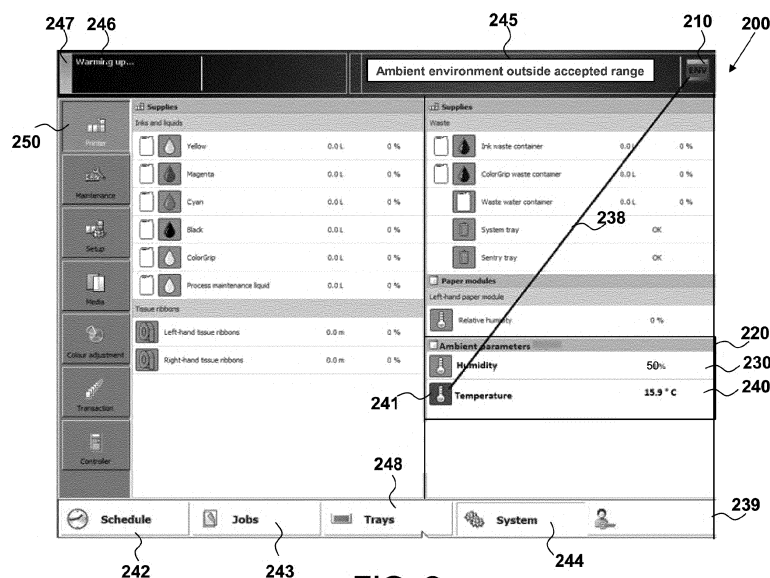 247 246 245 210 200
Warming up...
Ambient environment outside accepted range
ENV
250
Printer
Maintenance
Setup
Media
Colour adjustment
Transaction
Controller
Supplies
Inks and liquids
Yellow 0.0 L 0 %
Magenta 0.0 L 0 %
Cyan 0.0 L 0 %
Black 0.0 L 0 %
ColorGrip 0.0 L 0 %
Process maintenance liquid 0.0 L 0 %
Tissue ribbons
Left-hand tissue ribbons 0.0 m 0 %
Right-hand tissue ribbons 0.0 m 0 %
Supplies
Waste
Ink waste container 0.0 L 0 %
ColorGrip waste container 0.0 L 0 %
Waste water container 0.0 L 0 %
238
System tray OK
Sentry tray OK
Paper modules
Left-hand paper module
Relative humidity 0 %
220
Ambient parameters
Humidity 50% 230
241 Temperature 15.9 ° C 240
248
Schedule Jobs Trays System 239
242 243 244